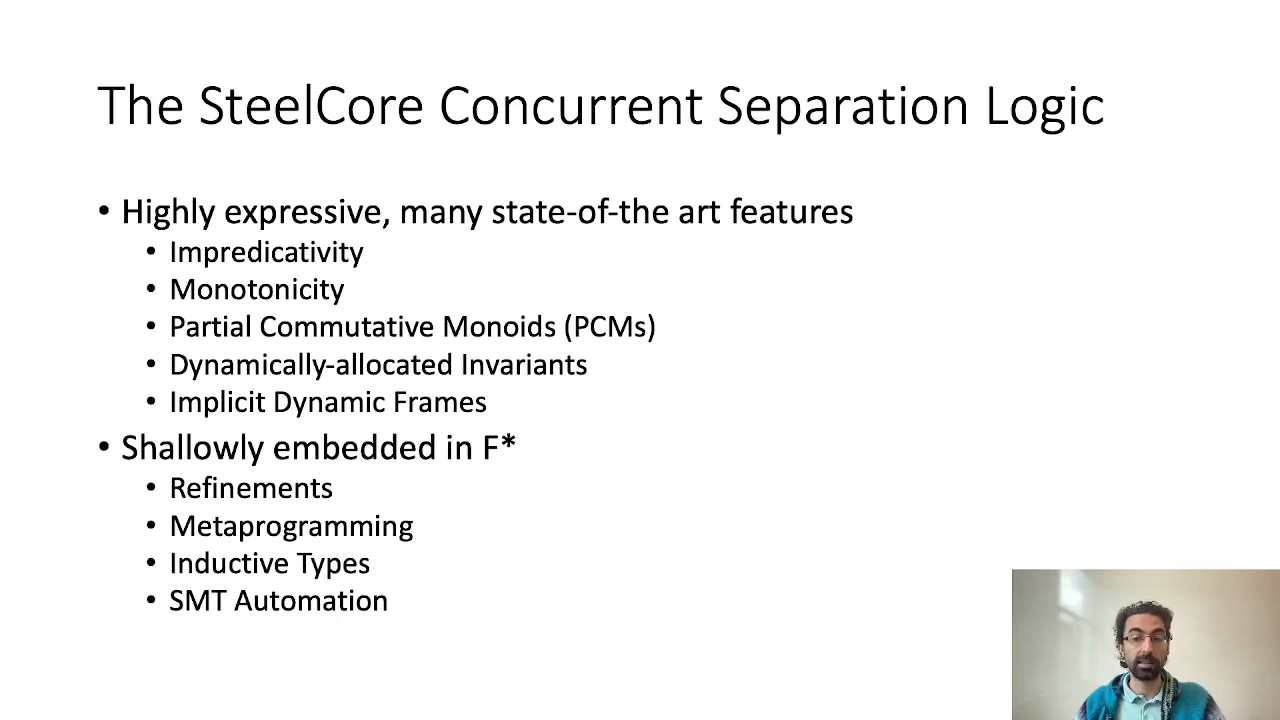 The SteelCore Concurrent Separation Logic
• Highly expressive, many state-of-the art features
• Impredicativity
• Monotonicity
• Partial Commutative Monoids (PCMs)
• Dynamically-allocated Invariants
• Implicit Dynamic Frames
• Shallowly embedded in F*
• Refinements
• Metaprogramming
• Inductive Types
• SMT Automation